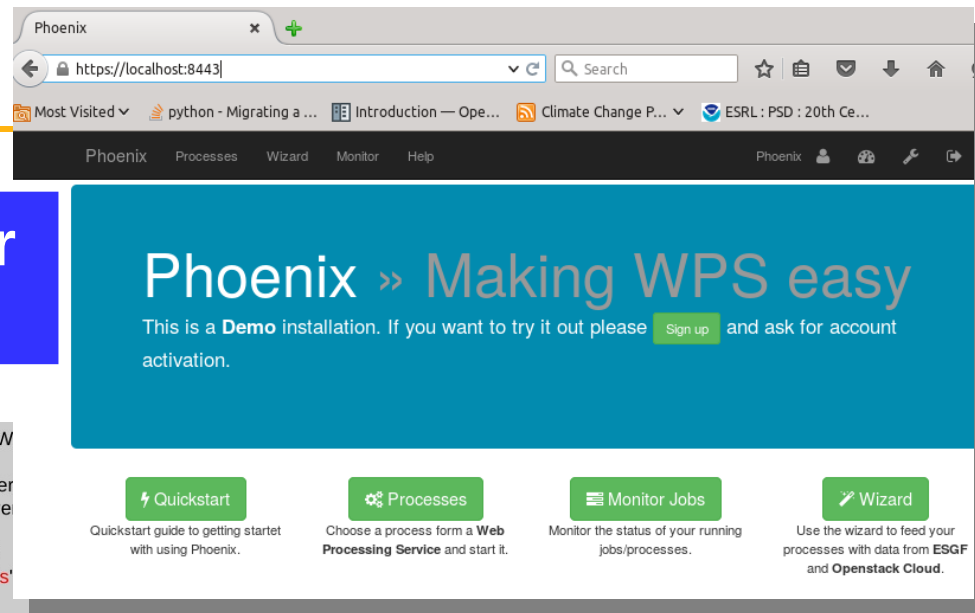 Phoenix
https://localhost:8443
Search
Most Visited
python - Migrating a ...
Introduction — Ope...
Climate Change P...
ESRL : PSD : 20th Ce...
Phoenix Processes Wizard Monitor Help Phoenix
r
Phoenix » Making WPS easy
This is a Demo installation. If you want to try it out please Sign up and ask for account
activation.
Quickstart
Quickstart guide to getting startet
with using Phoenix.
Processes
Choose a process form a Web
Processing Service and start it.
Monitor Jobs
Monitor the status of your running
jobs/processes.
Wizard
Use the wizard to feed your
processes with data from ESGF
and Openstack Cloud.